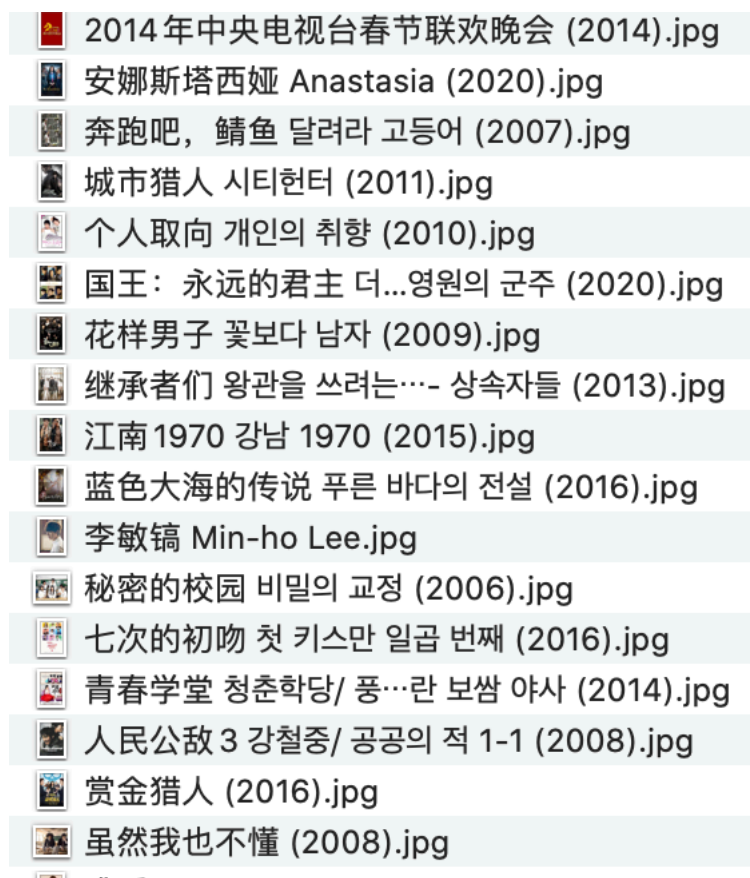 2014年中央电视台春节联欢晚会 (2014).jpg
安娜斯塔西娅 Anastasia (2020).jpg
奔跑吧，鲭鱼 달려라 고등어 (2007).jpg
城市猎人 시티헌터 (2011).jpg
个人取向 개인의 취향 (2010).jpg
国王：永远的君主 더...영원의 군주 (2020).jpg
花样男子 꽃보다 남자 (2009).jpg
继承者们 왕관을 쓰려는…- 상속자들 (2013).jpg
江南1970 강남 1970 (2015).jpg
蓝色大海的传说 푸른 바다의 전설 (2016).jpg
李敏镐 Min-ho Lee.jpg
秘密的校园 비밀의 교정 (2006).jpg
七次的初吻 첫 키스만 일곱 번째 (2016).jpg
青春学堂 청춘학당/ 풍…란 보쌈 야사 (2014).jpg
人民公敌3 강철중/ 공공의 적 1-1 (2008).jpg
赏金猎人 (2016).jpg
虽然我也不懂 (2008).jpg